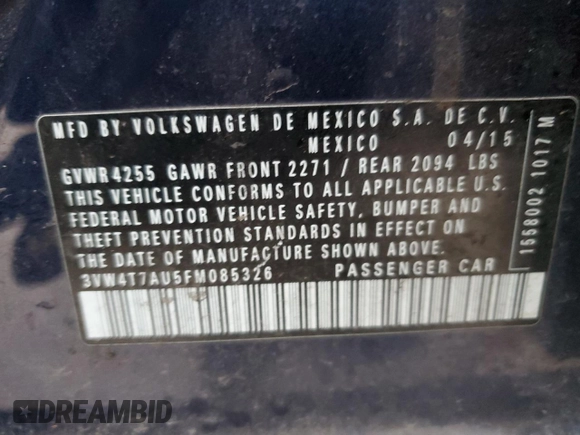 MFD BY VOLKSWAGEN DE MEXICO S.A. DE C.V.
MEXICO 04/15
GVWR 4255 GAWR FRONT 2271 / REAR 2094 LBS
THIS VEHICLE CONFORMS TO ALL APPLICABLE U.S.
FEDERAL MOTOR VEHICLE SAFETY, BUMPER AND
THEFT PREVENTION STANDARDS IN EFFECT ON
THE DATE OF MANUFACTURE SHOWN ABOVE.
3VW4T7AU5FM085326 PASSENGER CAR
1558002 1017 M
DREAMBID